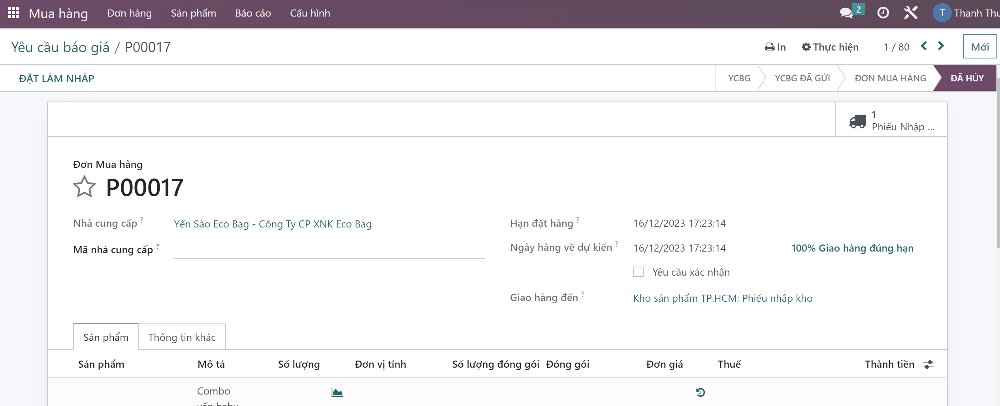 Mua hàng Đơn hàng Sản phẩm Báo cáo Cấu hình 2 T Thanh Thu
Yêu cầu báo giá / P00017 In Thực hiện 1 / 80 Mới
ĐẶT LÀM NHÁP YCBG YCBG ĐÃ GỬI ĐƠN MUA HÀNG ĐÃ HỦY
1
Phiếu Nhập ...
Đơn Mua hàng
P00017
Nhà cung cấp ? Yến Sào Eco Bag - Công Ty CP XNK Eco Bag Hạn đặt hàng ? 16/12/2023 17:23:14
Mã nhà cung cấp ? Ngày hàng về dự kiến ? 16/12/2023 17:23:14 100% Giao hàng đúng hạn
Yêu cầu xác nhận
Giao hàng đến ? Kho sản phẩm TP.HCM: Phiếu nhập kho
Sản phẩm Thông tin khác
Sản phẩm Mô tả Số lượng Đơn vị tính Số lượng đóng gói Đóng gói Đơn giá Thuế Thành tiền
Combo
yến baby